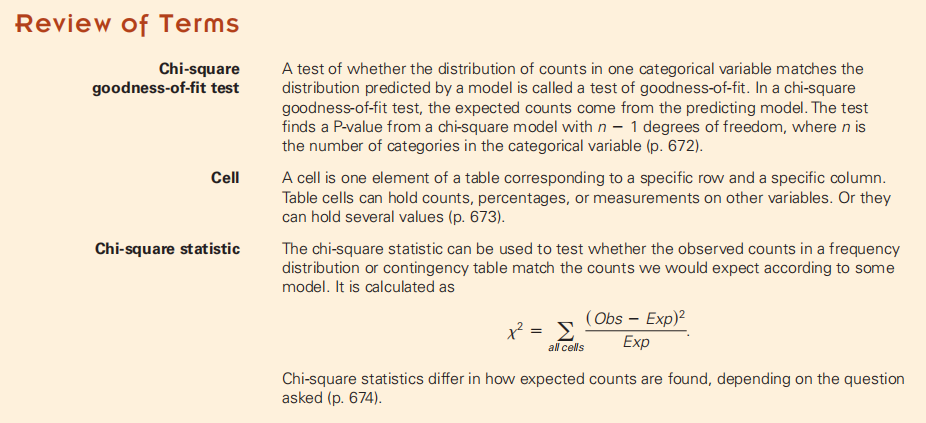 Review of Terms
Chi-square
goodness-of-fit test
A test of whether the distribution of counts in one categorical variable matches the
distribution predicted by a model is called a test of goodness-of-fit. In a chi-square
goodness-of-fit test, the expected counts come from the predicting model. The test
finds a P-value from a chi-square model with n − 1 degrees of freedom, where n is
the number of categories in the categorical variable (p. 672).
Cell
A cell is one element of a table corresponding to a specific row and a specific column.
Table cells can hold counts, percentages, or measurements on other variables. Or they
can hold several values (p. 673).
Chi-square statistic
The chi-square statistic can be used to test whether the observed counts in a frequency
distribution or contingency table match the counts we would expect according to some
model. It is calculated as
χ² = ∑ (Obs − Exp)²
all cells Exp.
Chi-square statistics differ in how expected counts are found, depending on the question
asked (p. 674).